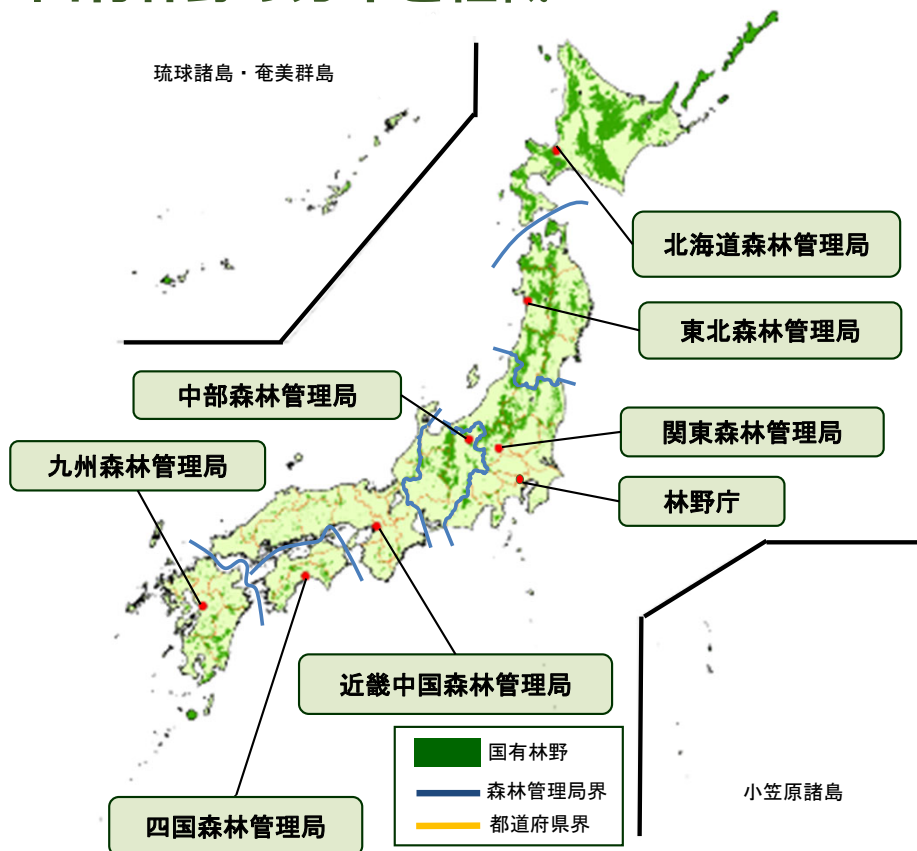 琉球諸島・奄美群島
北海道森林管理局
東北森林管理局
中部森林管理局
関東森林管理局
九州森林管理局
林野庁
近畿中国森林管理局
国有林野
森林管理局界
都道府県界
小笠原諸島
四国森林管理局